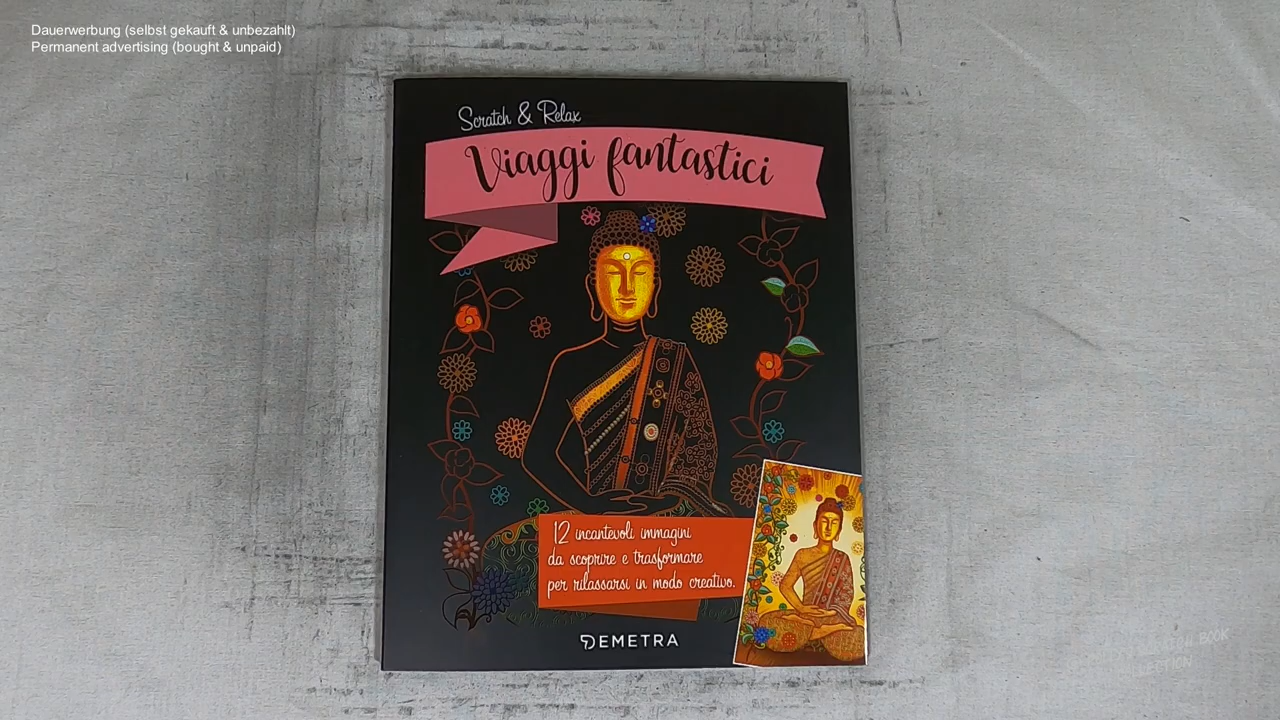 Dauerwerbung (selbst gekauft & unbezahlt)
Permanent advertising (bought & unpaid)
Scratch & Relax
Viaggi fantastici
12 incantevoli immagini
da scoprire e trasformare
per rilassarsi in modo creativo.
DEMETRA